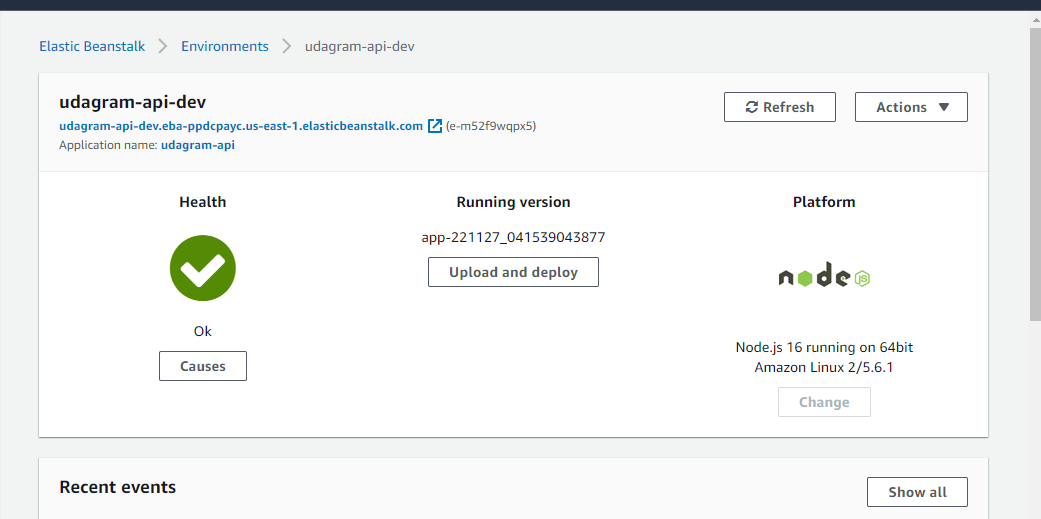 Elastic Beanstalk > Environments > udagram-api-dev
udagram-api-dev
Refresh
Actions
udagram-api-dev.eba-ppdcpayc.us-east-1.elasticbeanstalk.com (e-m52f9wqpx5)
Application name: udagram-api
Health
Running version
Platform
app-221127_041539043877
Upload and deploy
node JS
Ok
Causes
Node.js 16 running on 64bit
Amazon Linux 2/5.6.1
Change
Recent events
Show all